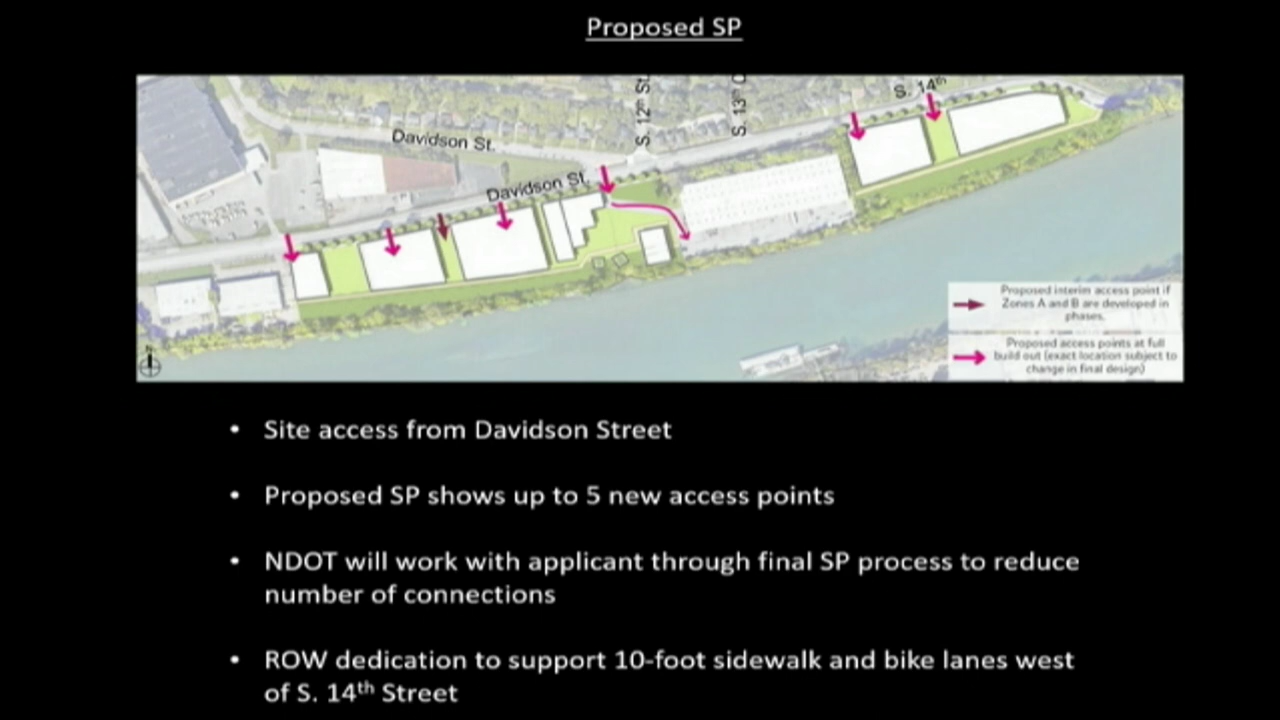 Proposed SP
S. 12th St.
S. 13th C
S. 14th
Davidson St.
Davidson St.
Proposed interim access point if
Zones A and B are developed in
phases.
Proposed access points at full
build out (exact location subject to
change in final design)
N
• Site access from Davidson Street
• Proposed SP shows up to 5 new access points
• NDOT will work with applicant through final SP process to reduce
number of connections
• ROW dedication to support 10-foot sidewalk and bike lanes west
of S. 14th Street